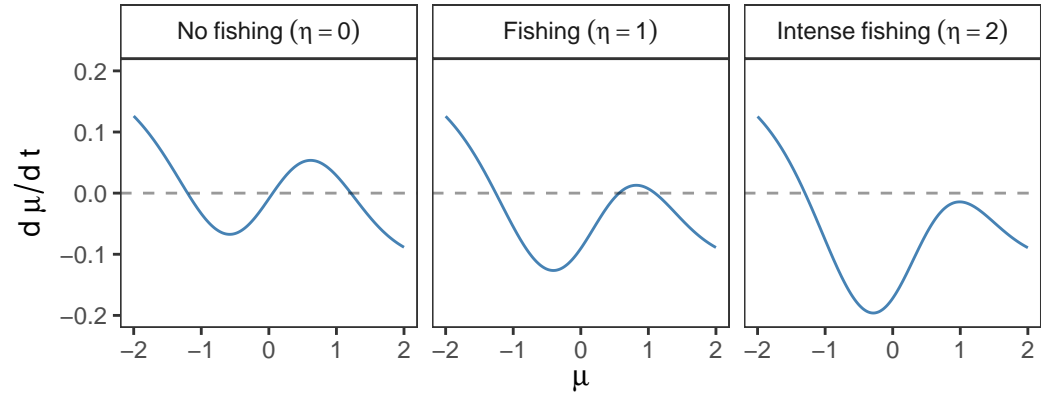 No fishing (η = 0)
Fishing (η = 1)
Intense fishing (η = 2)
d μ/d t
0.2
0.1
0.0
−0.1
−0.2
−2 −1 0 1 2
−2 −1 0 1 2
−2 −1 0 1 2
μ